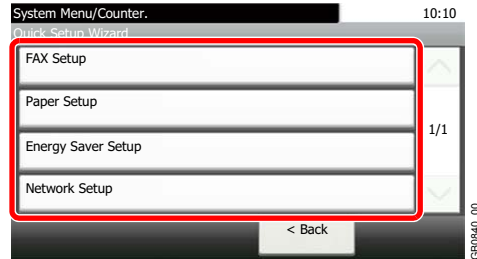 System Menu/Counter.
10:10
Quick Setup Wizard
FAX Setup
Paper Setup
1/1
Energy Saver Setup
Network Setup
< Back
GB0840_00